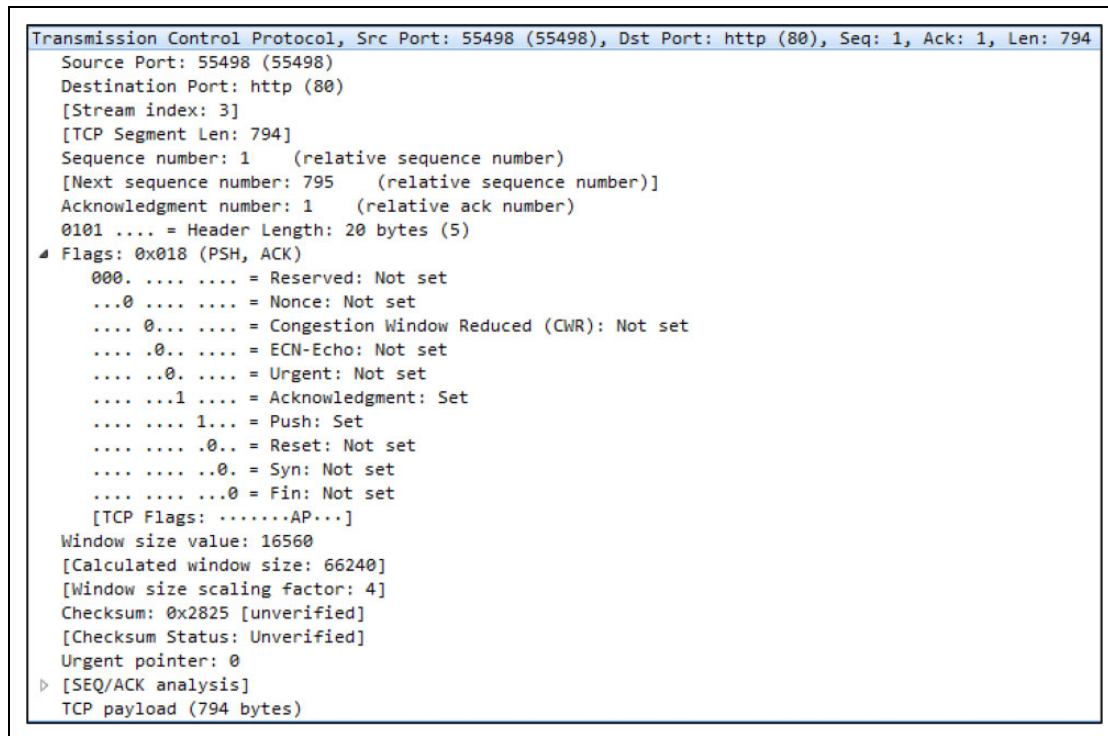 Transmission Control Protocol, Src Port: 55498 (55498), Dst Port: http (80), Seq: 1, Ack: 1, Len: 794
Source Port: 55498 (55498)
Destination Port: http (80)
[Stream index: 3]
[TCP Segment Len: 794]
Sequence number: 1    (relative sequence number)
[Next sequence number: 795    (relative sequence number)]
Acknowledgment number: 1    (relative ack number)
0101 .... = Header Length: 20 bytes (5)
Flags: 0x018 (PSH, ACK)
000. .... .... = Reserved: Not set
...0 .... .... = Nonce: Not set
.... 0... .... = Congestion Window Reduced (CWR): Not set
.... .0.. .... = ECN-Echo: Not set
.... ..0. .... = Urgent: Not set
.... ...1 .... = Acknowledgment: Set
.... .... 1... = Push: Set
.... .... .0.. = Reset: Not set
.... .... ..0. = Syn: Not set
.... .... ...0 = Fin: Not set
[TCP Flags: ·······AP···]
Window size value: 16560
[Calculated window size: 66240]
[Window size scaling factor: 4]
Checksum: 0x2825 [unverified]
[Checksum Status: Unverified]
Urgent pointer: 0
[SEQ/ACK analysis]
TCP payload (794 bytes)